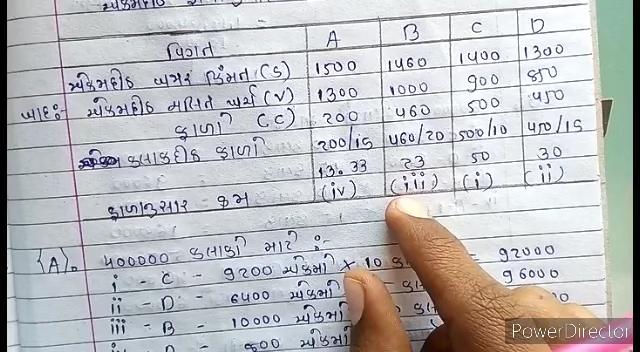 વિગત A B C D
એકમદીઠ વેચાણ કિંમત (S) 1500 1460 1400 1300
બાદ:- એકમદીઠ ચલિત ખર્ચ (V) 1300 1000 900 850
ફાળો (C) 200 460 500 450
કલાકદીઠ ફાળો 200/15 460/20 500/10 450/15
13.33 23 50 30
ફાળાનુસાર - ક્રમ (iv) (iii) (i) (ii)
(A). 400000 કલાકો માટે :-
i - C - 9200 એકમો × 10 92000
ii - D - 6400 એકમો 96000
iii - B - 10000 એકમો
800 એકમો
PowerDirector